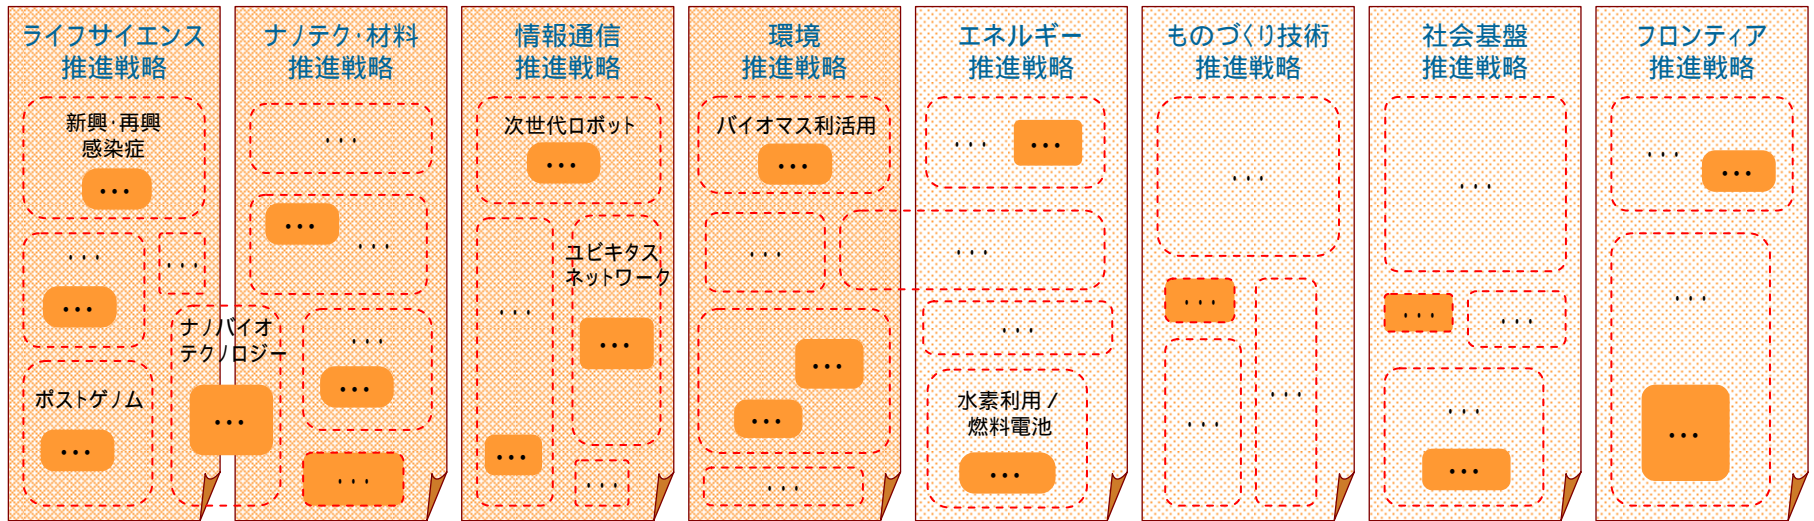 ライフサイエンス
推進戦略
新興・再興
感染症
・・・
・・・
・・・
・・・
ポストゲノム
・・・
ナノバイオ
テクノロジー
・・・
ナノテク・材料
推進戦略
・・・
・・・
・・・
・・・
・・・
・・・
情報通信
推進戦略
次世代ロボット
・・・
ユビキタス
ネットワーク
・・・
・・・
・・・
・・・
環境
推進戦略
バイオマス利活用
・・・
・・・
・・・
・・・
・・・
エネルギー
推進戦略
・・・
・・・
・・・
・・・
水素利用/
燃料電池
・・・
ものづくり技術
推進戦略
・・・
・・・
・・・
・・・
社会基盤
推進戦略
・・・
・・・
・・・
・・・
・・・
フロンティア
推進戦略
・・・
・・・
・・・
・・・